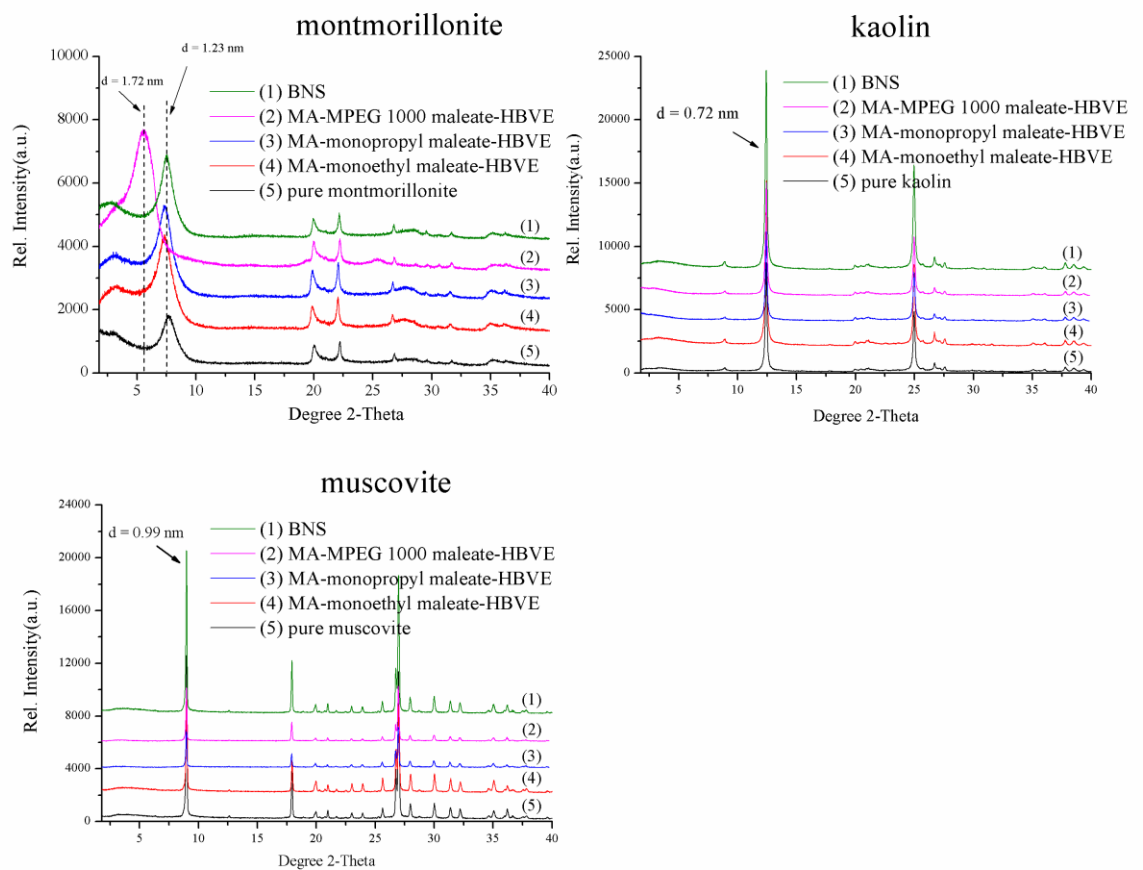 montmorillonite
d = 1.23 nm
d = 1.72 nm
(1) BNS
(2) MA-MPEG 1000 maleate-HBVE
(3) MA-monopropyl maleate-HBVE
(4) MA-monoethyl maleate-HBVE
(5) pure montmorillonite
(1)
(2)
(3)
(4)
(5)
10000
8000
6000
4000
2000
0
Rel. Intensity(a.u.)
5 10 15 20 25 30 35 40
Degree 2-Theta
kaolin
d = 0.72 nm
(1) BNS
(2) MA-MPEG 1000 maleate-HBVE
(3) MA-monopropyl maleate-HBVE
(4) MA-monoethyl maleate-HBVE
(5) pure kaolin
(1)
(2)
(3)
(4)
(5)
25000
20000
15000
10000
5000
0
Rel. Intensity(a.u.)
5 10 15 20 25 30 35 40
Degree 2-Theta
muscovite
d = 0.99 nm
(1) BNS
(2) MA-MPEG 1000 maleate-HBVE
(3) MA-monopropyl maleate-HBVE
(4) MA-monoethyl maleate-HBVE
(5) pure muscovite
(1)
(2)
(3)
(4)
(5)
24000
20000
16000
12000
8000
4000
0
Rel. Intensity(a.u.)
5 10 15 20 25 30 35 40
Degree 2-Theta